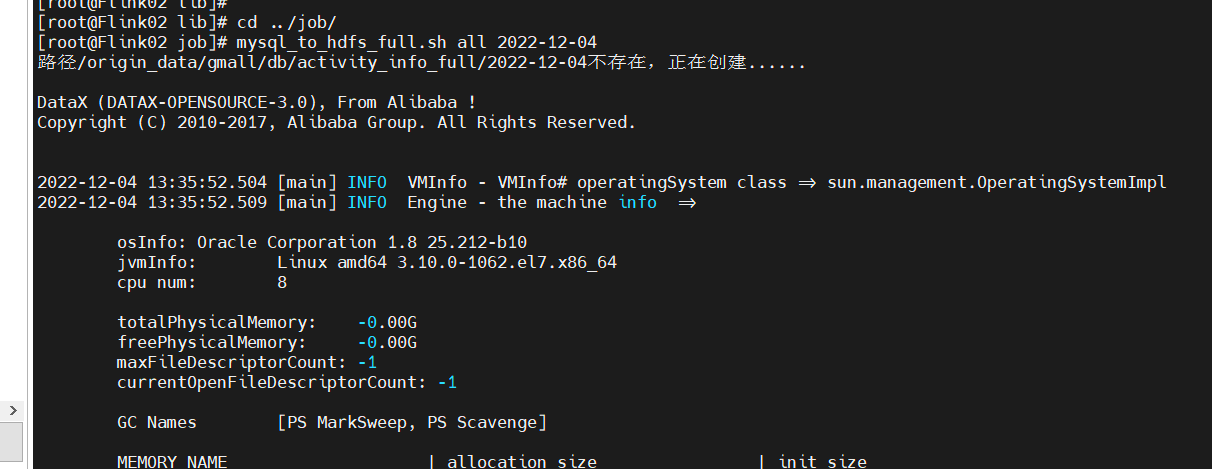 [root@Flink02 lib]#
[root@Flink02 lib]# cd ../job/
[root@Flink02 job]# mysql_to_hdfs_full.sh all 2022-12-04
路径/origin_data/gmall/db/activity_info_full/2022-12-04不存在，正在创建......
DataX (DATAX-OPENSOURCE-3.0), From Alibaba !
Copyright (C) 2010-2017, Alibaba Group. All Rights Reserved.
2022-12-04 13:35:52.504 [main] INFO  VMInfo - VMInfo# operatingSystem class => sun.management.OperatingSystemImpl
2022-12-04 13:35:52.509 [main] INFO  Engine - the machine info  =>
osInfo: Oracle Corporation 1.8 25.212-b10
jvmInfo:        Linux amd64 3.10.0-1062.el7.x86_64
cpu num:        8
totalPhysicalMemory:    -0.00G
freePhysicalMemory:     -0.00G
maxFileDescriptorCount: -1
currentOpenFileDescriptorCount: -1
GC Names        [PS MarkSweep, PS Scavenge]
MEMORY NAME                    | allocation size                | init size